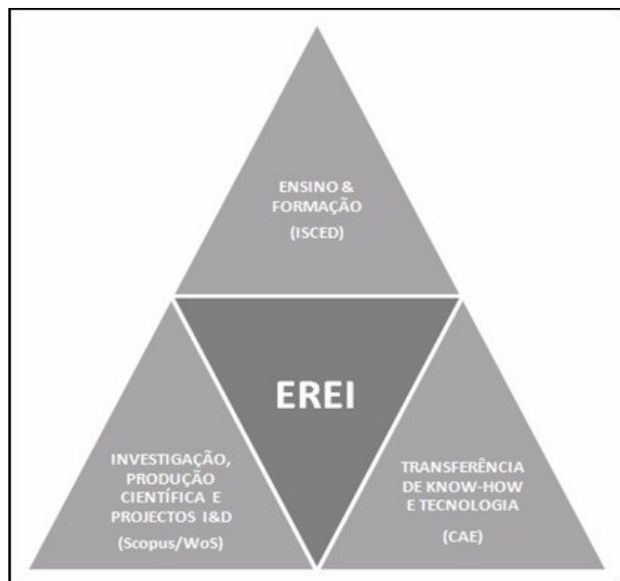 ENSINO &
FORMAÇÃO
(ISCED)
EREI
INVESTIGAÇÃO,
PRODUÇÃO
CIENTÍFICA E
PROJECTOS I&D
(Scopus/WoS)
TRANSFERÊNCIA
DE KNOW-HOW
E TECNOLOGIA
(CAE)